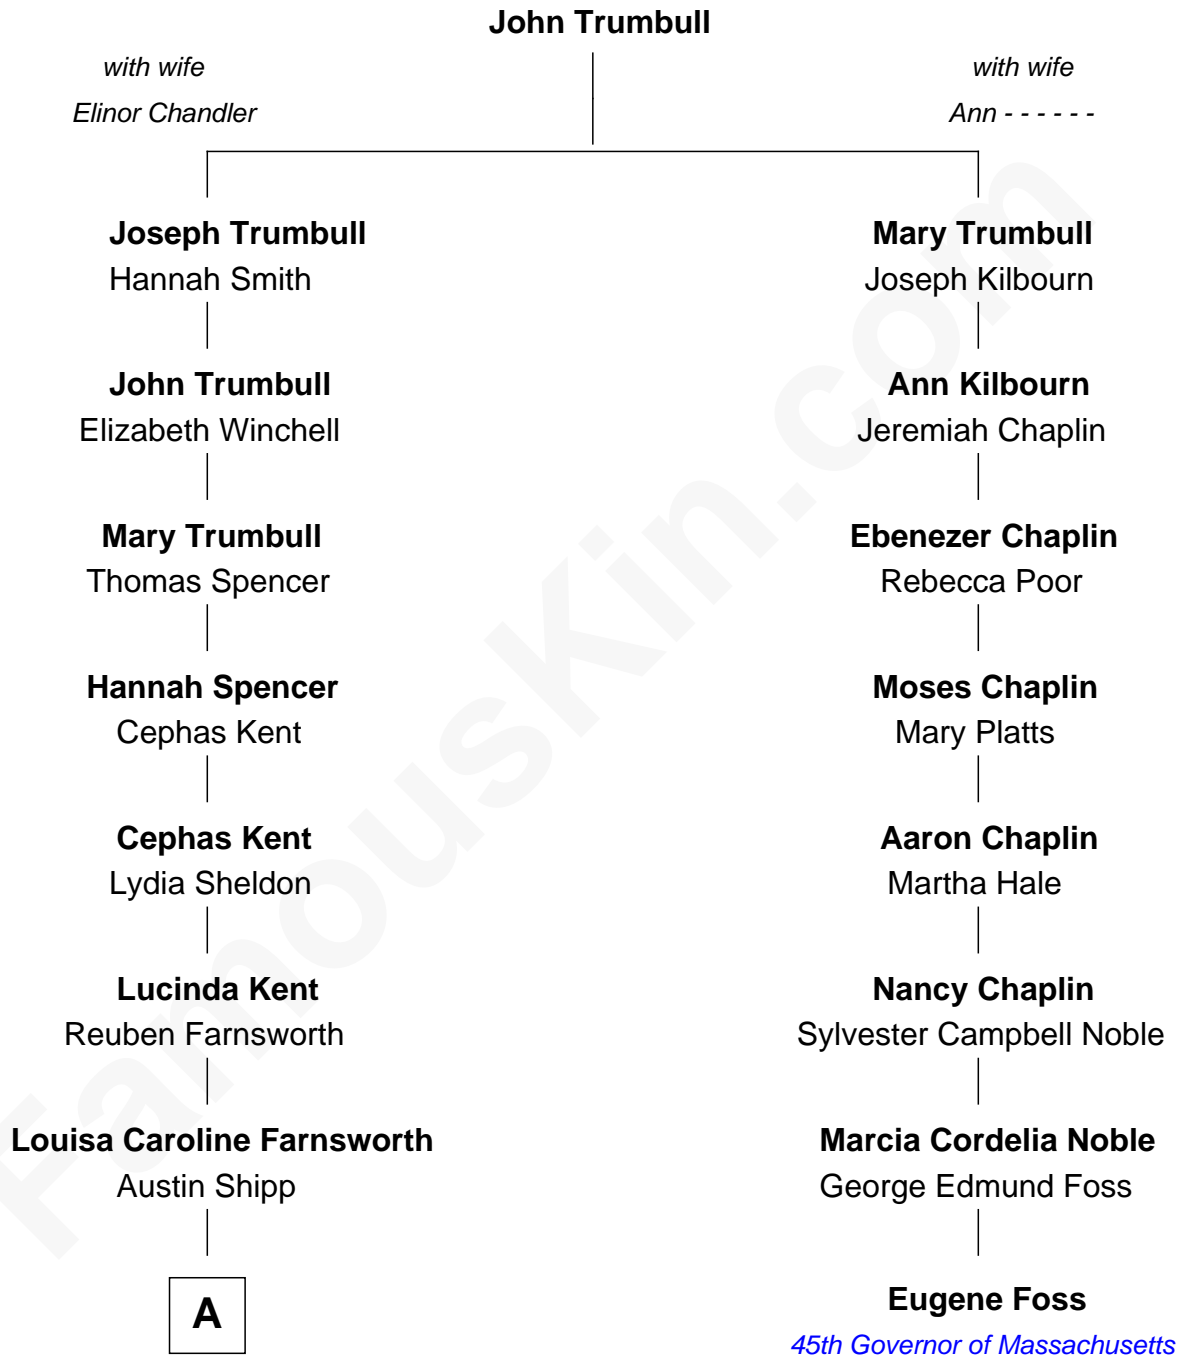 John Trumbull
with wife
Elinor Chandler
with wife
Ann - - - - - -
Joseph Trumbull
Hannah Smith
Mary Trumbull
Joseph Kilbourn
John Trumbull
Elizabeth Winchell
Ann Kilbourn
Jeremiah Chaplin
Mary Trumbull
Thomas Spencer
Ebenezer Chaplin
Rebecca Poor
Hannah Spencer
Cephas Kent
Moses Chaplin
Mary Platts
Cephas Kent
Lydia Sheldon
Aaron Chaplin
Martha Hale
Lucinda Kent
Reuben Farnsworth
Nancy Chaplin
Sylvester Campbell Noble
Louisa Caroline Farnsworth
Austin Shipp
Marcia Cordelia Noble
George Edmund Foss
A
Eugene Foss
45th Governor of Massachusetts
FamousKin.com